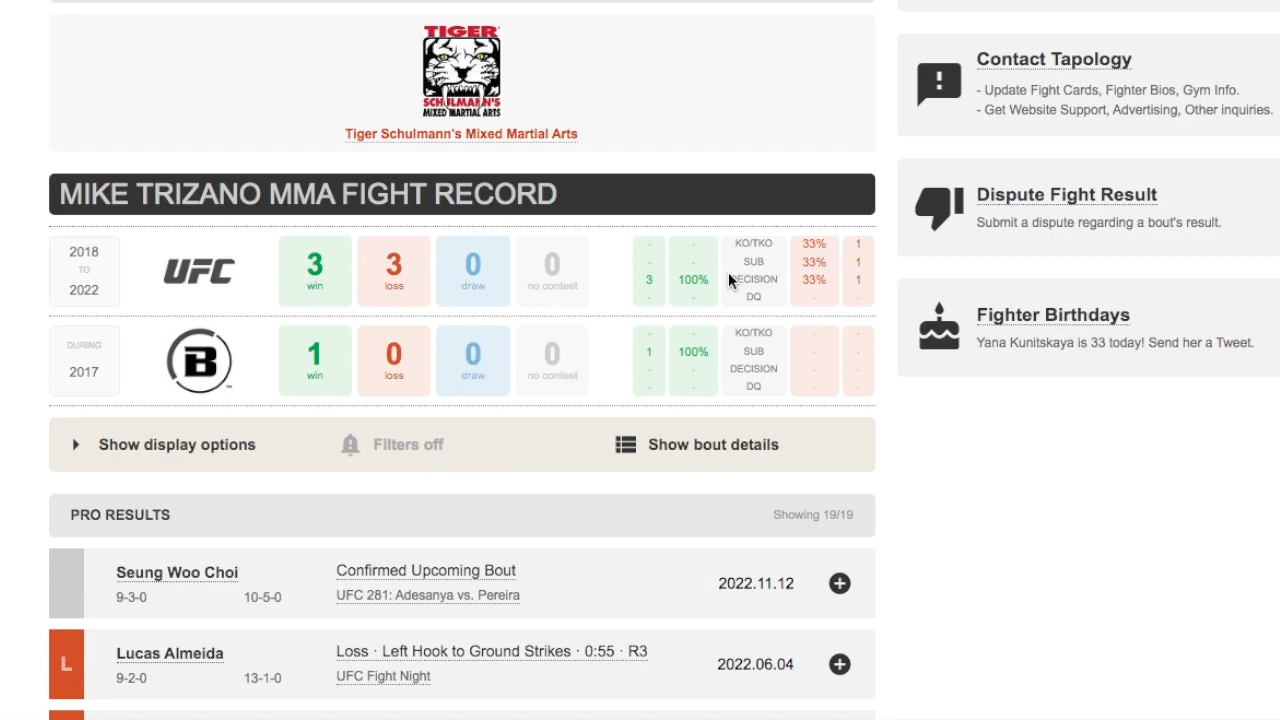 TIGER
SCHULMANN'S
MIXED MARTIAL ARTS
Tiger Schulmann's Mixed Martial Arts
MIKE TRIZANO MMA FIGHT RECORD
2018
TO
2022
UFC
3
win
3
loss
0
draw
0
no contest
- - KO/TKO 33% 1
- - SUB 33% 1
3 100% DECISION 33% 1
- - DQ - -
DURING
2017
B
1
win
0
loss
0
draw
0
no contest
- - KO/TKO - -
1 100% SUB - -
- - DECISION - -
- - DQ - -
Show display options
Filters off
Show bout details
PRO RESULTS
Showing 19/19
Seung Woo Choi
9-3-0 10-5-0
Confirmed Upcoming Bout
UFC 281: Adesanya vs. Pereira
2022.11.12
L
Lucas Almeida
9-2-0 13-1-0
Loss · Left Hook to Ground Strikes · 0:55 · R3
UFC Fight Night
2022.06.04
Contact Tapology
- Update Fight Cards, Fighter Bios, Gym Info.
- Get Website Support, Advertising, Other inquiries.
Dispute Fight Result
Submit a dispute regarding a bout's result.
Fighter Birthdays
Yana Kunitskaya is 33 today! Send her a Tweet.